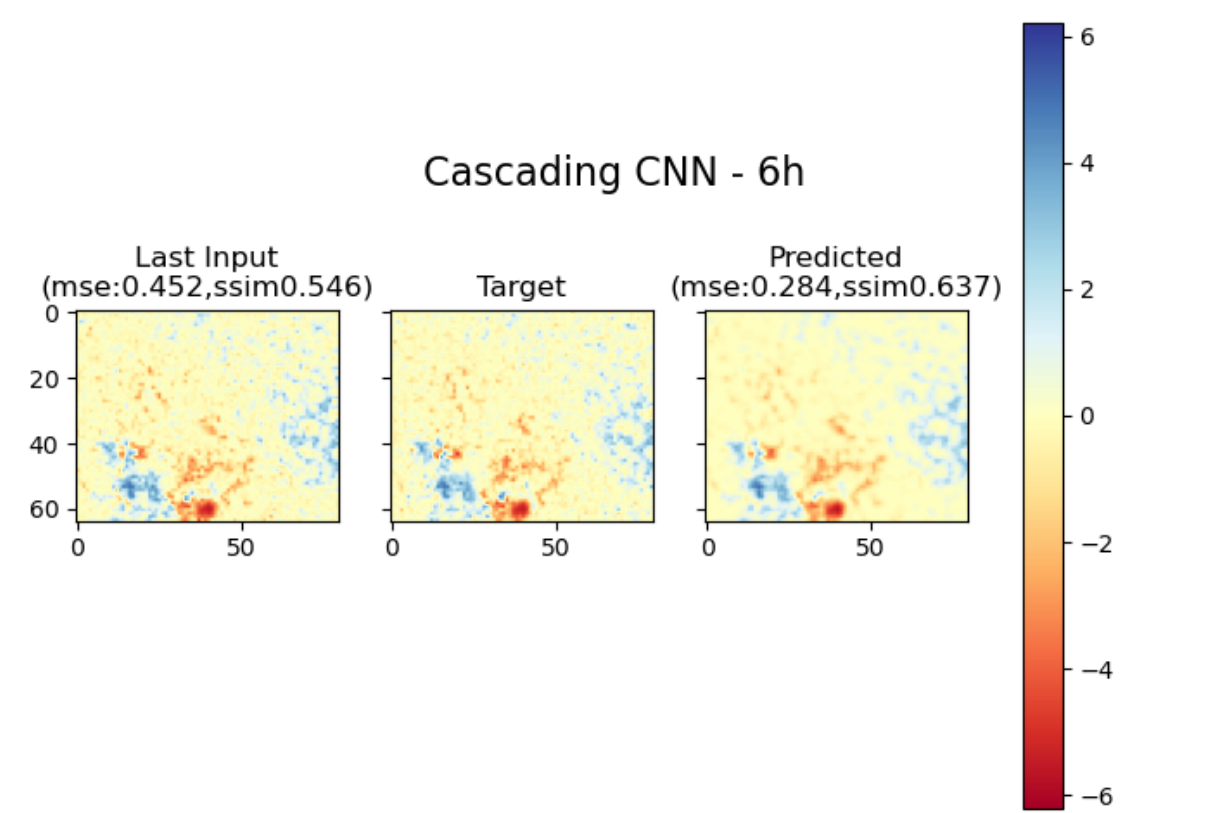 Cascading CNN - 6h
Last Input
(mse:0.452,ssim0.546)
Target
Predicted
(mse:0.284,ssim0.637)
0
20
40
60
0
50
0
50
0
50
6
4
2
0
−2
−4
−6